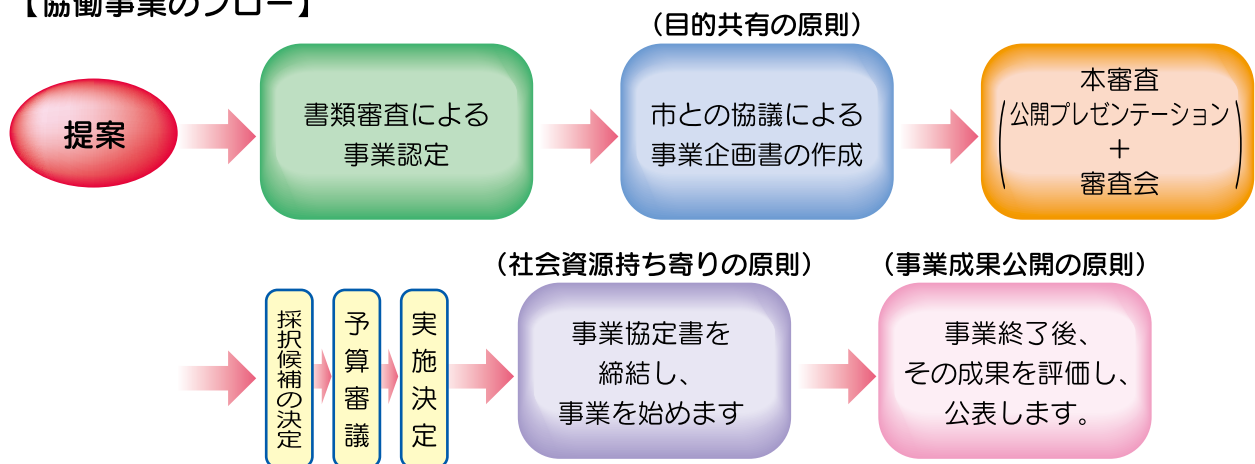 【協働事業のフロー】
提案
書類審査による
事業認定
(目的共有の原則)
市との協議による
事業企画書の作成
本審査
(公開プレゼンテーション
+
審査会)
採択候補の決定
予算審議
実施決定
(社会資源持ち寄りの原則)
事業協定書を
締結し、
事業を始めます
(事業成果公開の原則)
事業終了後、
その成果を評価し、
公表します。